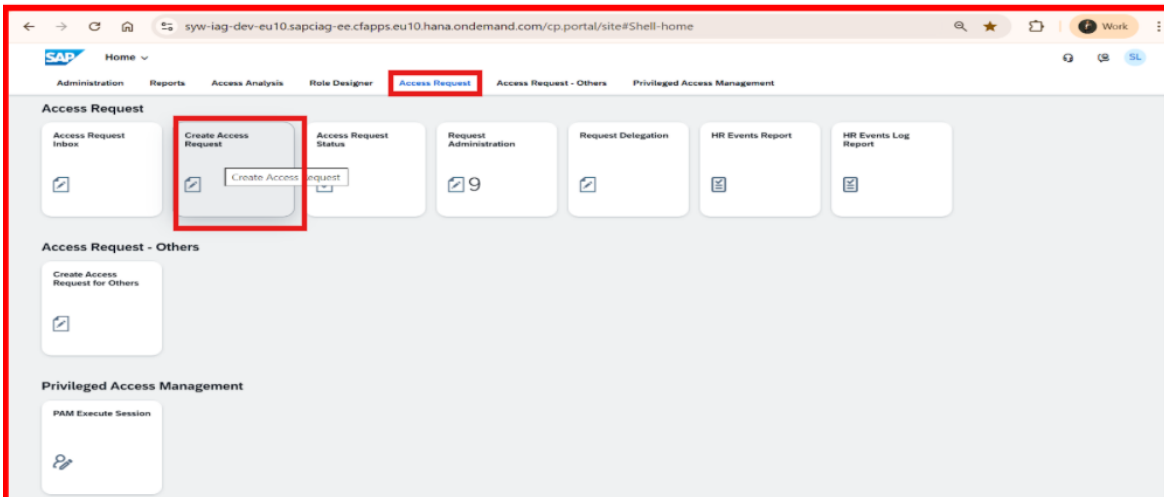 syw-iag-dev-eu10.sapciag-ee.cfapps.eu10.hana.ondemand.com/cp.portal/site#Shell-home
Work
SAP Home
SL
Administration Reports Access Analysis Role Designer Access Request Access Request - Others Privileged Access Management
Access Request
Access Request
Inbox
Create Access
Request
Access Request
Status
Request
Administration
Request Delegation
HR Events Report
HR Events Log
Report
Create Access Request
9
Access Request - Others
Create Access
Request for Others
Privileged Access Management
PAM Execute Session